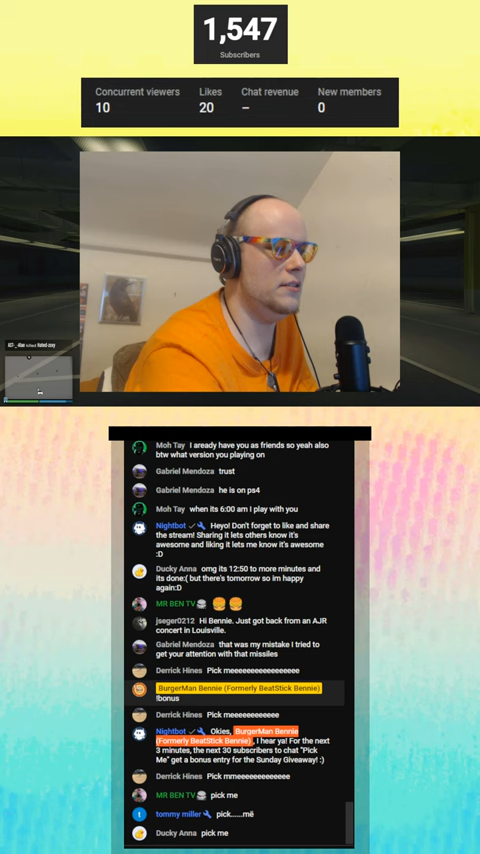 1,547
Subscribers
Concurrent viewers Likes Chat revenue New members
10 20 – 0
killed
Moh Tay I aready have you as friends so yeah also
btw what version you playing on
Gabriel Mendoza trust
Gabriel Mendoza he is on ps4
Moh Tay when its 6:00 am I play with you
Nightbot Heyo! Don't forget to like and share
the stream! Sharing it lets others know it's
awesome and liking it lets me know it's awesome
:D
Ducky Anna omg its 12:50 to more minutes and
its done:( but there's tomorrow so im happy
again:D
MR BEN TV 🍔 🍔
jseger0212 Hi Bennie. Just got back from an AJR
concert in Louisville.
Gabriel Mendoza that was my mistake I tried to
get your attention with that missiles
Derrick Hines Pick meeeeeeeeeeeeeeeee
BurgerMan Bennie (Formerly BeatStick Bennie)
!bonus
Derrick Hines Pick meeeeeeeeeeee
Nightbot Okies, BurgerMan Bennie
(Formerly BeatStick Bennie), I hear ya! For the next
3 minutes, the next 30 subscribers to chat "Pick
Me" get a bonus entry for the Sunday Giveaway! :)
Derrick Hines Pick mmeeeeeeeeeeeee
MR BEN TV pick me
t tommy miller pick......më
Ducky Anna pick me